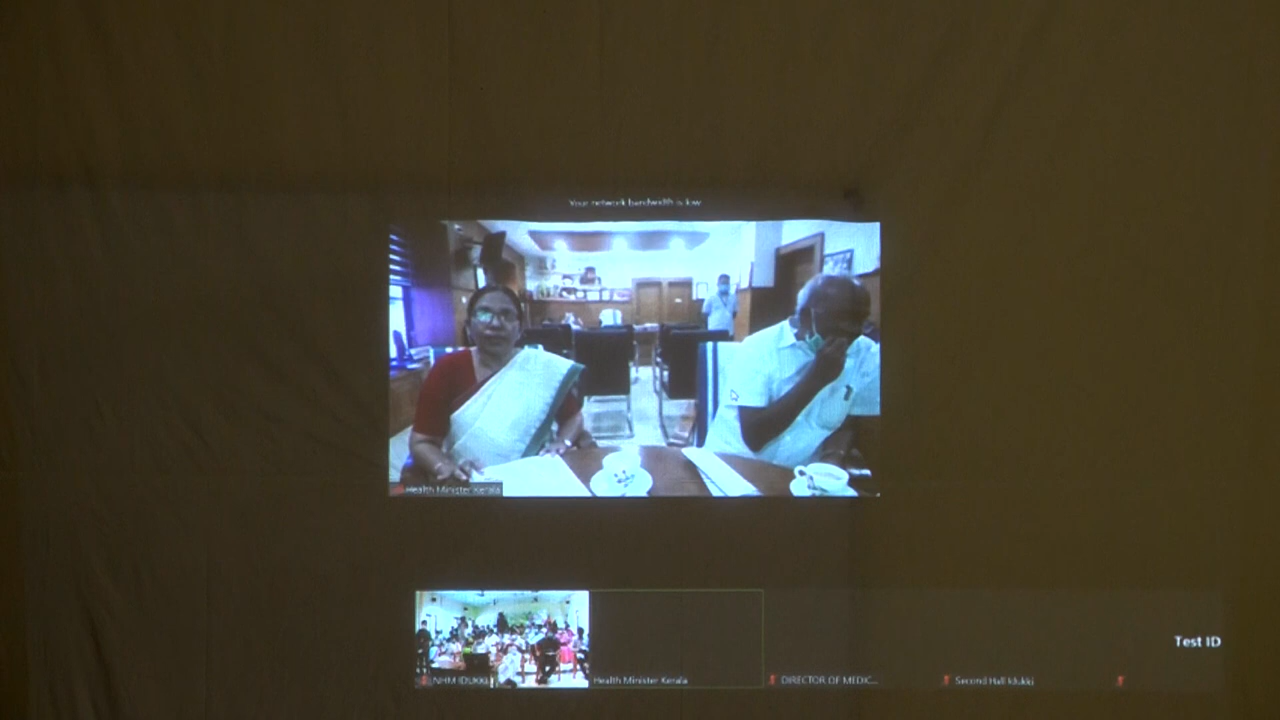 Your network bandwidth is low
Health Minister Kerala
Test ID
NHM IDUKKI
Health Minister Kerala
DIRECTOR OF MEDIC...
Second Hall Idukki